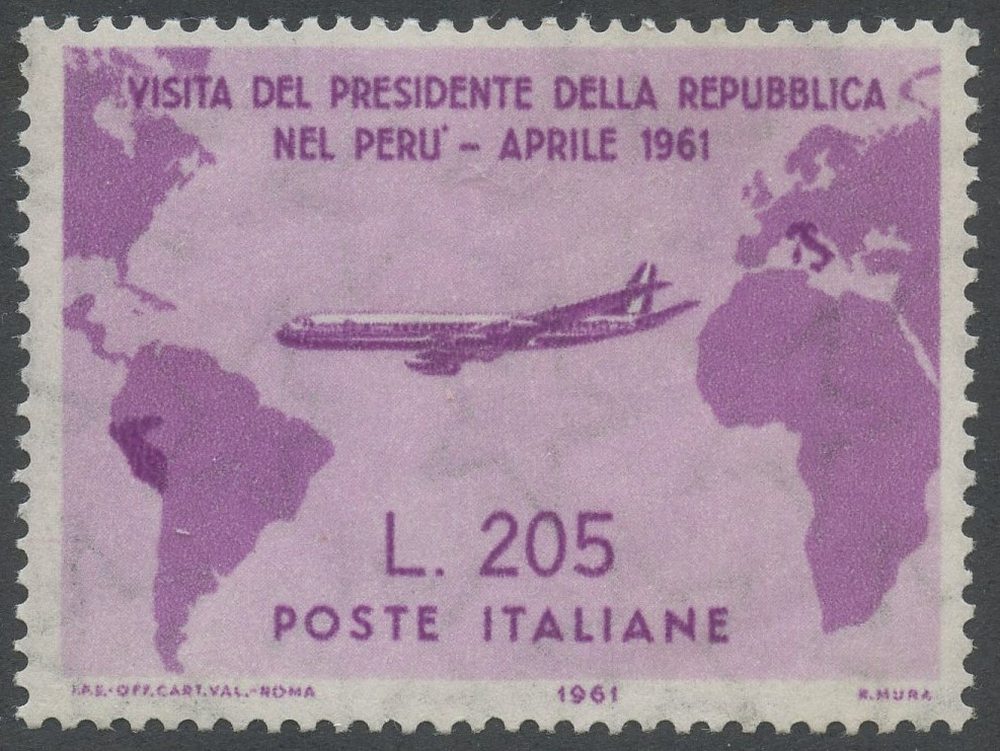 VISITA DEL PRESIDENTE DELLA REPUBBLICA
NEL PERU' - APRILE 1961
L. 205
POSTE ITALIANE
I.P.S.-OFF.CART.VAL.-ROMA 1961 R.MURA